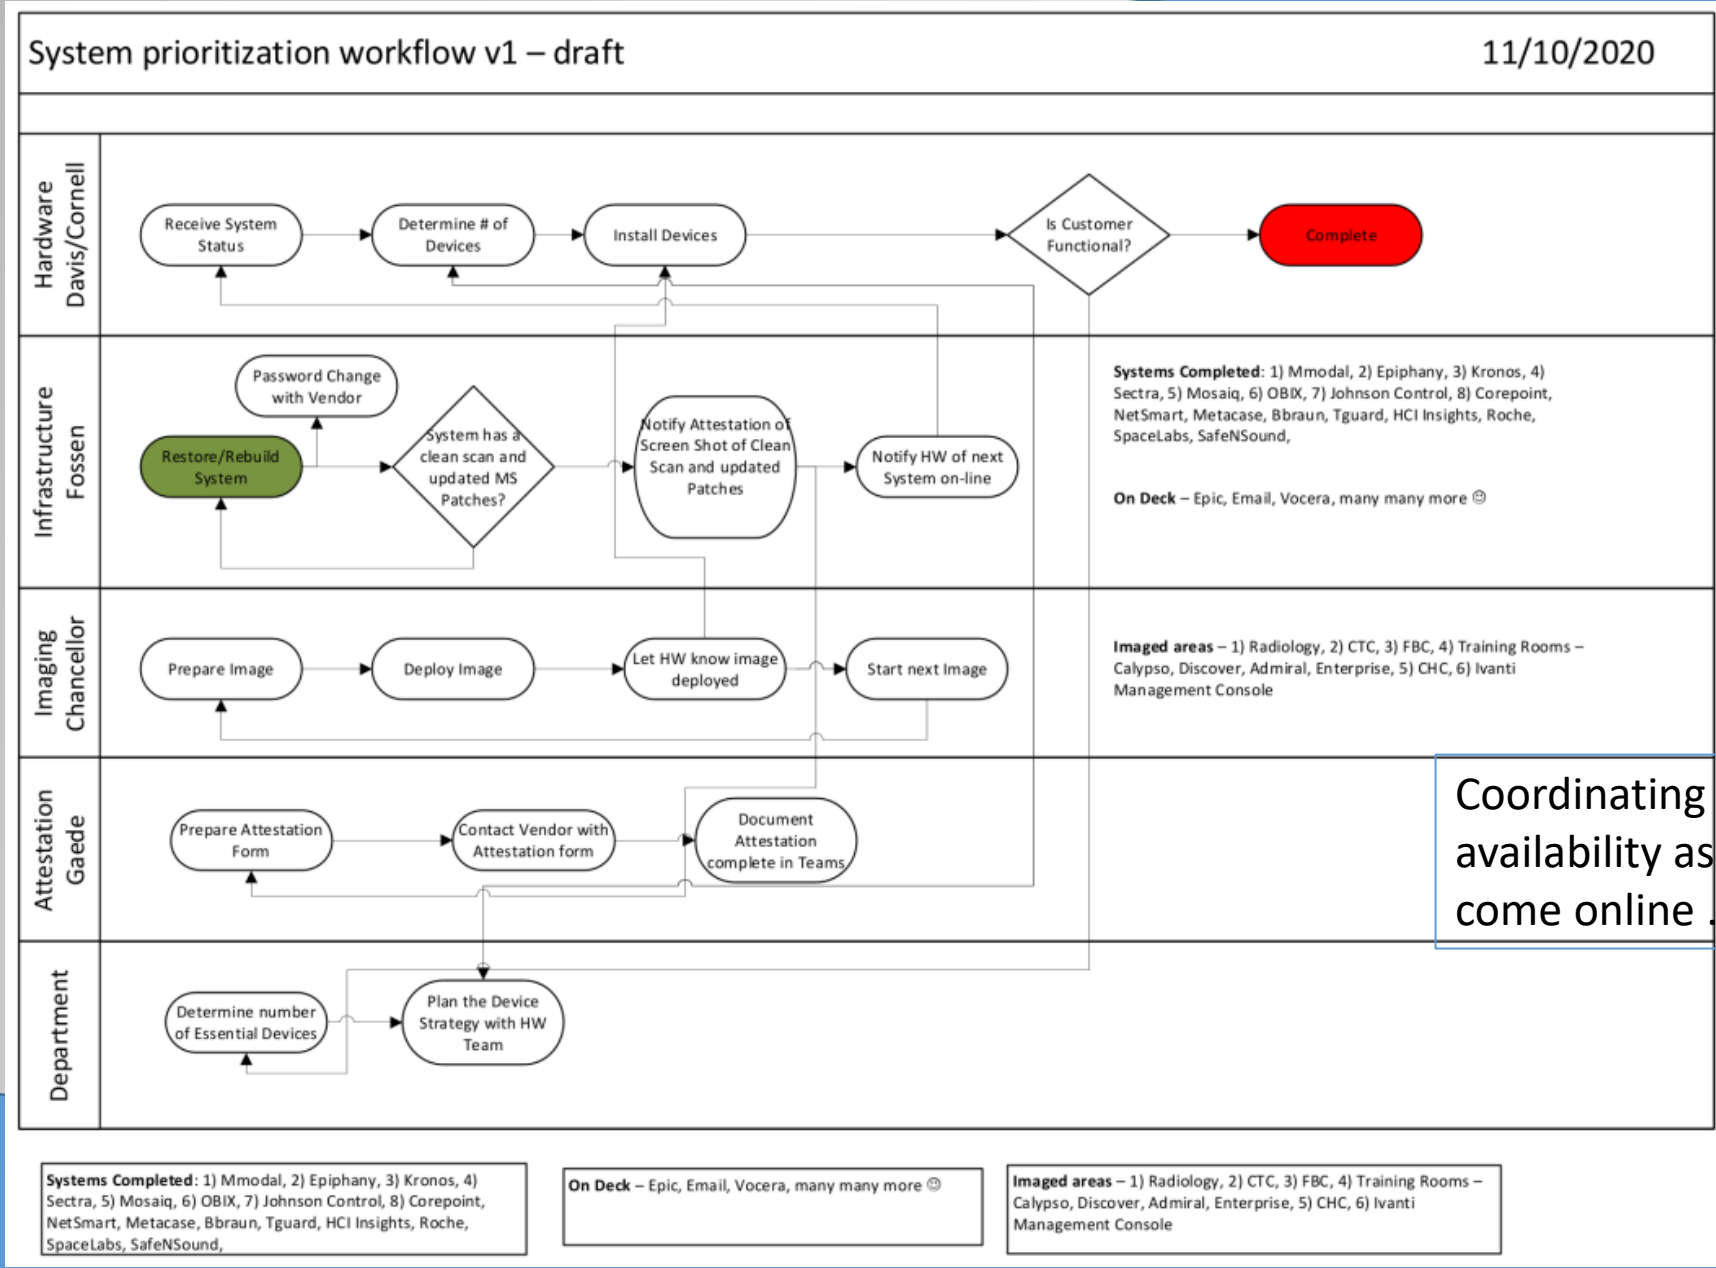 System prioritization workflow v1 – draft
11/10/2020
Hardware
Davis/Cornell
Receive System
Status
Determine # of
Devices
Install Devices
Is Customer
Functional?
Complete
Infrastructure
Fossen
Password Change
with Vendor
Restore/Rebuild
System
System has a
clean scan and
updated MS
Patches?
Notify Attestation of
Screen Shot of Clean
Scan and updated
Patches
Notify HW of next
System on-line
Systems Completed: 1) Mmodal, 2) Epiphany, 3) Kronos, 4)
Sectra, 5) Mosaiq, 6) OBIX, 7) Johnson Control, 8) Corepoint,
NetSmart, Metacase, Bbraun, Tguard, HCI Insights, Roche,
SpaceLabs, SafeNSound,
On Deck – Epic, Email, Vocera, many many more ☺
Imaging
Chancellor
Prepare Image
Deploy Image
Let HW know image
deployed
Start next Image
Imaged areas – 1) Radiology, 2) CTC, 3) FBC, 4) Training Rooms –
Calypso, Discover, Admiral, Enterprise, 5) CHC, 6) Ivanti
Management Console
Attestation
Gaede
Prepare Attestation
Form
Contact Vendor with
Attestation form
Document
Attestation
complete in Teams
Coordinating
availability as
come online .
Department
Determine number
of Essential Devices
Plan the Device
Strategy with HW
Team
Systems Completed: 1) Mmodal, 2) Epiphany, 3) Kronos, 4)
Sectra, 5) Mosaiq, 6) OBIX, 7) Johnson Control, 8) Corepoint,
NetSmart, Metacase, Bbraun, Tguard, HCI Insights, Roche,
SpaceLabs, SafeNSound,
On Deck – Epic, Email, Vocera, many many more ☺
Imaged areas – 1) Radiology, 2) CTC, 3) FBC, 4) Training Rooms –
Calypso, Discover, Admiral, Enterprise, 5) CHC, 6) Ivanti
Management Console